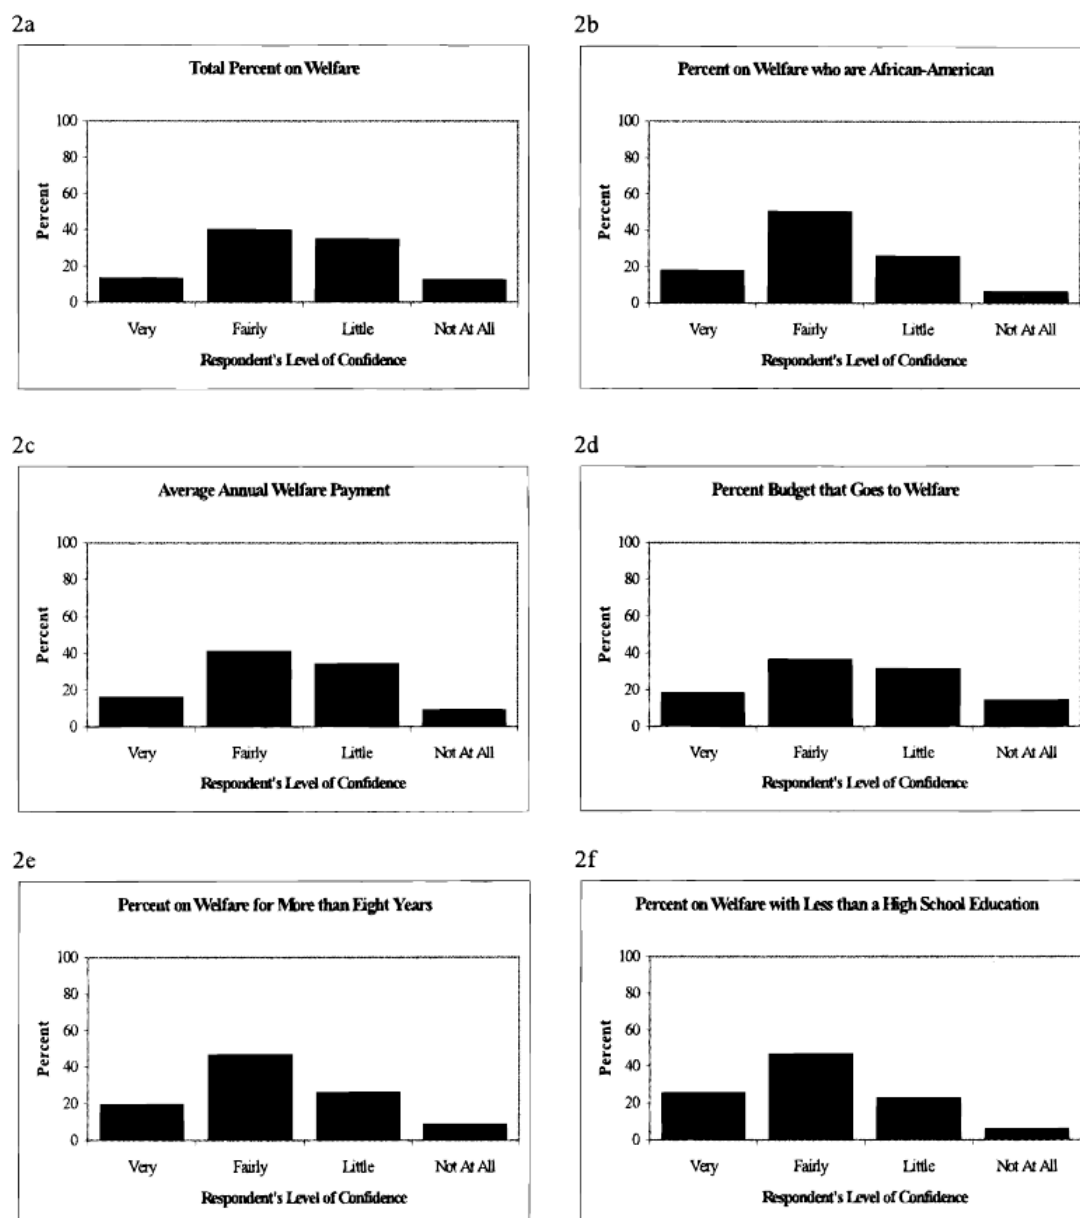 2a
Total Percent on Welfare
Percent
100
80
60
40
20
0
Very Fairly Little Not At All
Respondent's Level of Confidence
2b
Percent on Welfare who are African-American
Percent
100
80
60
40
20
0
Very Fairly Little Not At All
Respondent's Level of Confidence
2c
Average Annual Welfare Payment
Percent
100
80
60
40
20
0
Very Fairly Little Not At All
Respondent's Level of Confidence
2d
Percent Budget that Goes to Welfare
Percent
100
80
60
40
20
0
Very Fairly Little Not At All
Respondent's Level of Confidence
2e
Percent on Welfare for More than Eight Years
Percent
100
80
60
40
20
0
Very Fairly Little Not At All
Respondent's Level of Confidence
2f
Percent on Welfare with Less than a High School Education
Percent
100
80
60
40
20
0
Very Fairly Little Not At All
Respondent's Level of Confidence